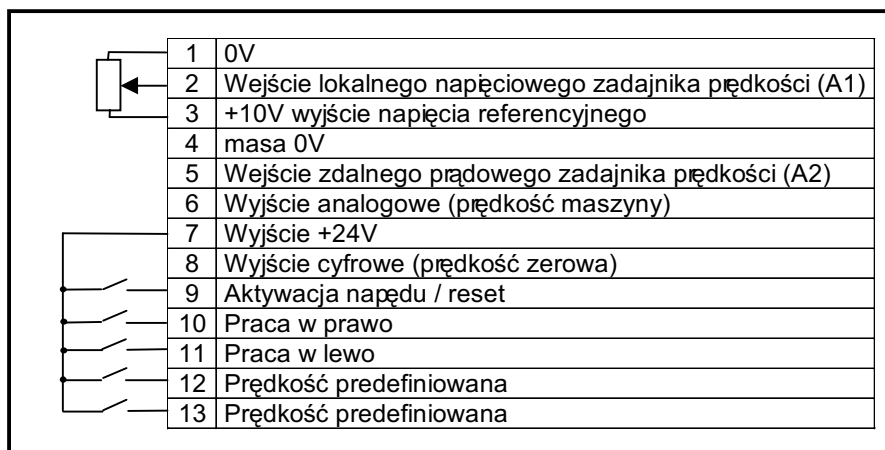 1 0V
2 Wejście lokalnego napięciowego zadajnika prędkości (A1)
3 +10V wyjście napięcia referencyjnego
4 masa 0V
5 Wejście zdalnego prądowego zadajnika prędkości (A2)
6 Wyjście analogowe (prędkość maszyny)
7 Wyjście +24V
8 Wyjście cyfrowe (prędkość zerowa)
9 Aktywacja napędu / reset
10 Praca w prawo
11 Praca w lewo
12 Prędkość predefiniowana
13 Prędkość predefiniowana